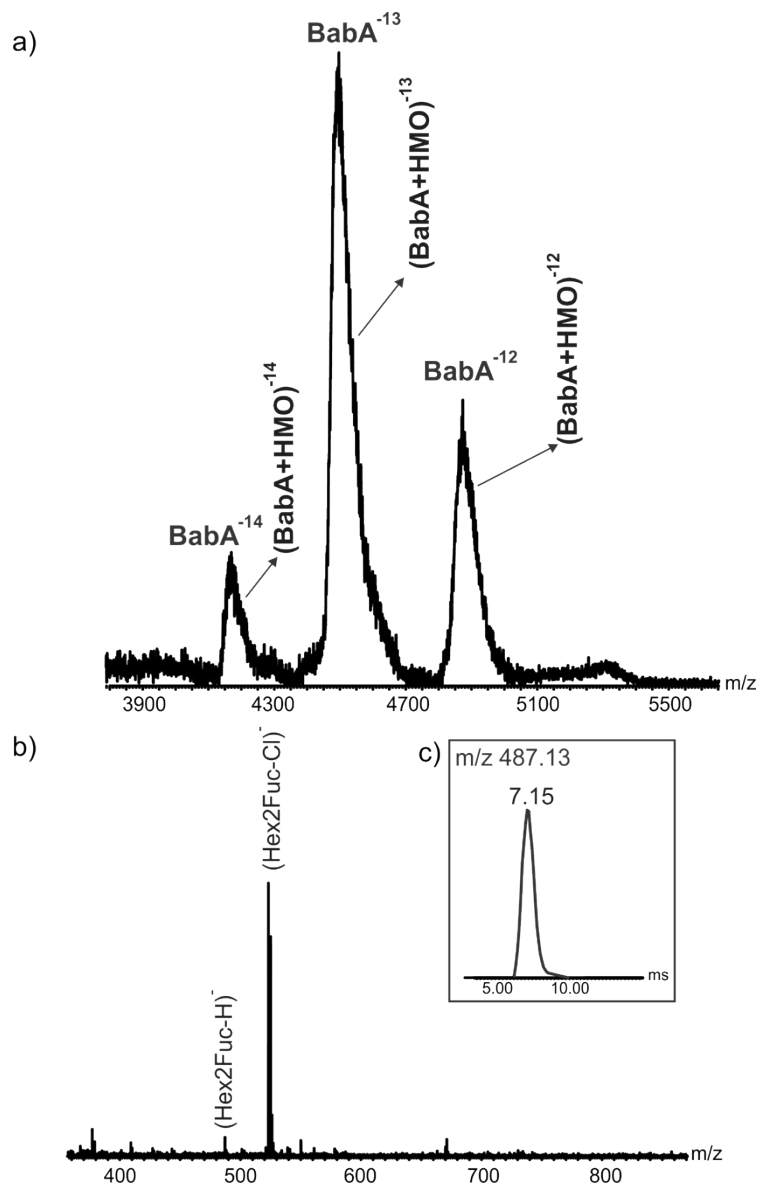 a)
BabA-13
(BabA+HMO)-13
(BabA+HMO)-12
BabA-12
(BabA+HMO)-14
BabA-14
3900 4300 4700 5100 5500 m/z
b)
(Hex2Fuc-Cl)-
(Hex2Fuc-H)-
400 500 600 700 800 m/z
c)
m/z 487.13
7.15
5.00 10.00 ms